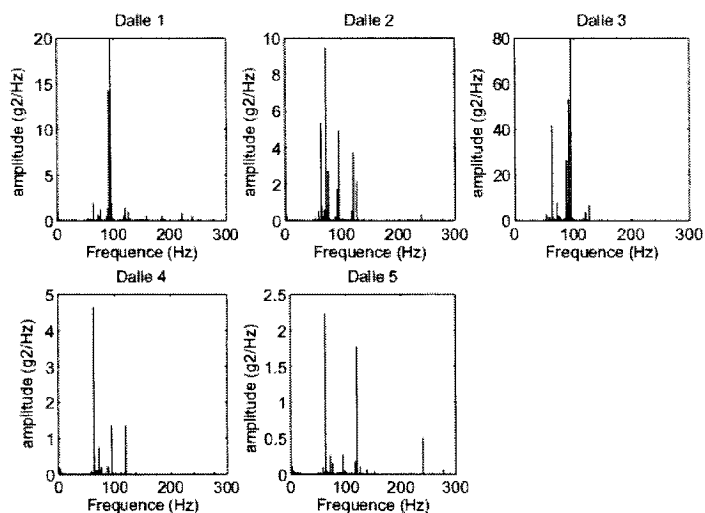 Dalle 1
20
15
10
5
0
0 100 200 300
amplitude (g2/Hz)
Frequence (Hz)
Dalle 2
10
8
6
4
2
0
0 100 200 300
amplitude (g2/Hz)
Frequence (Hz)
Dalle 3
80
60
40
20
0
0 100 200 300
amplitude (g2/Hz)
Frequence (Hz)
Dalle 4
5
4
3
2
1
0
0 100 200 300
amplitude (g2/Hz)
Frequence (Hz)
Dalle 5
2.5
2
1.5
1
0.5
0
0 100 200 300
amplitude (g2/Hz)
Frequence (Hz)